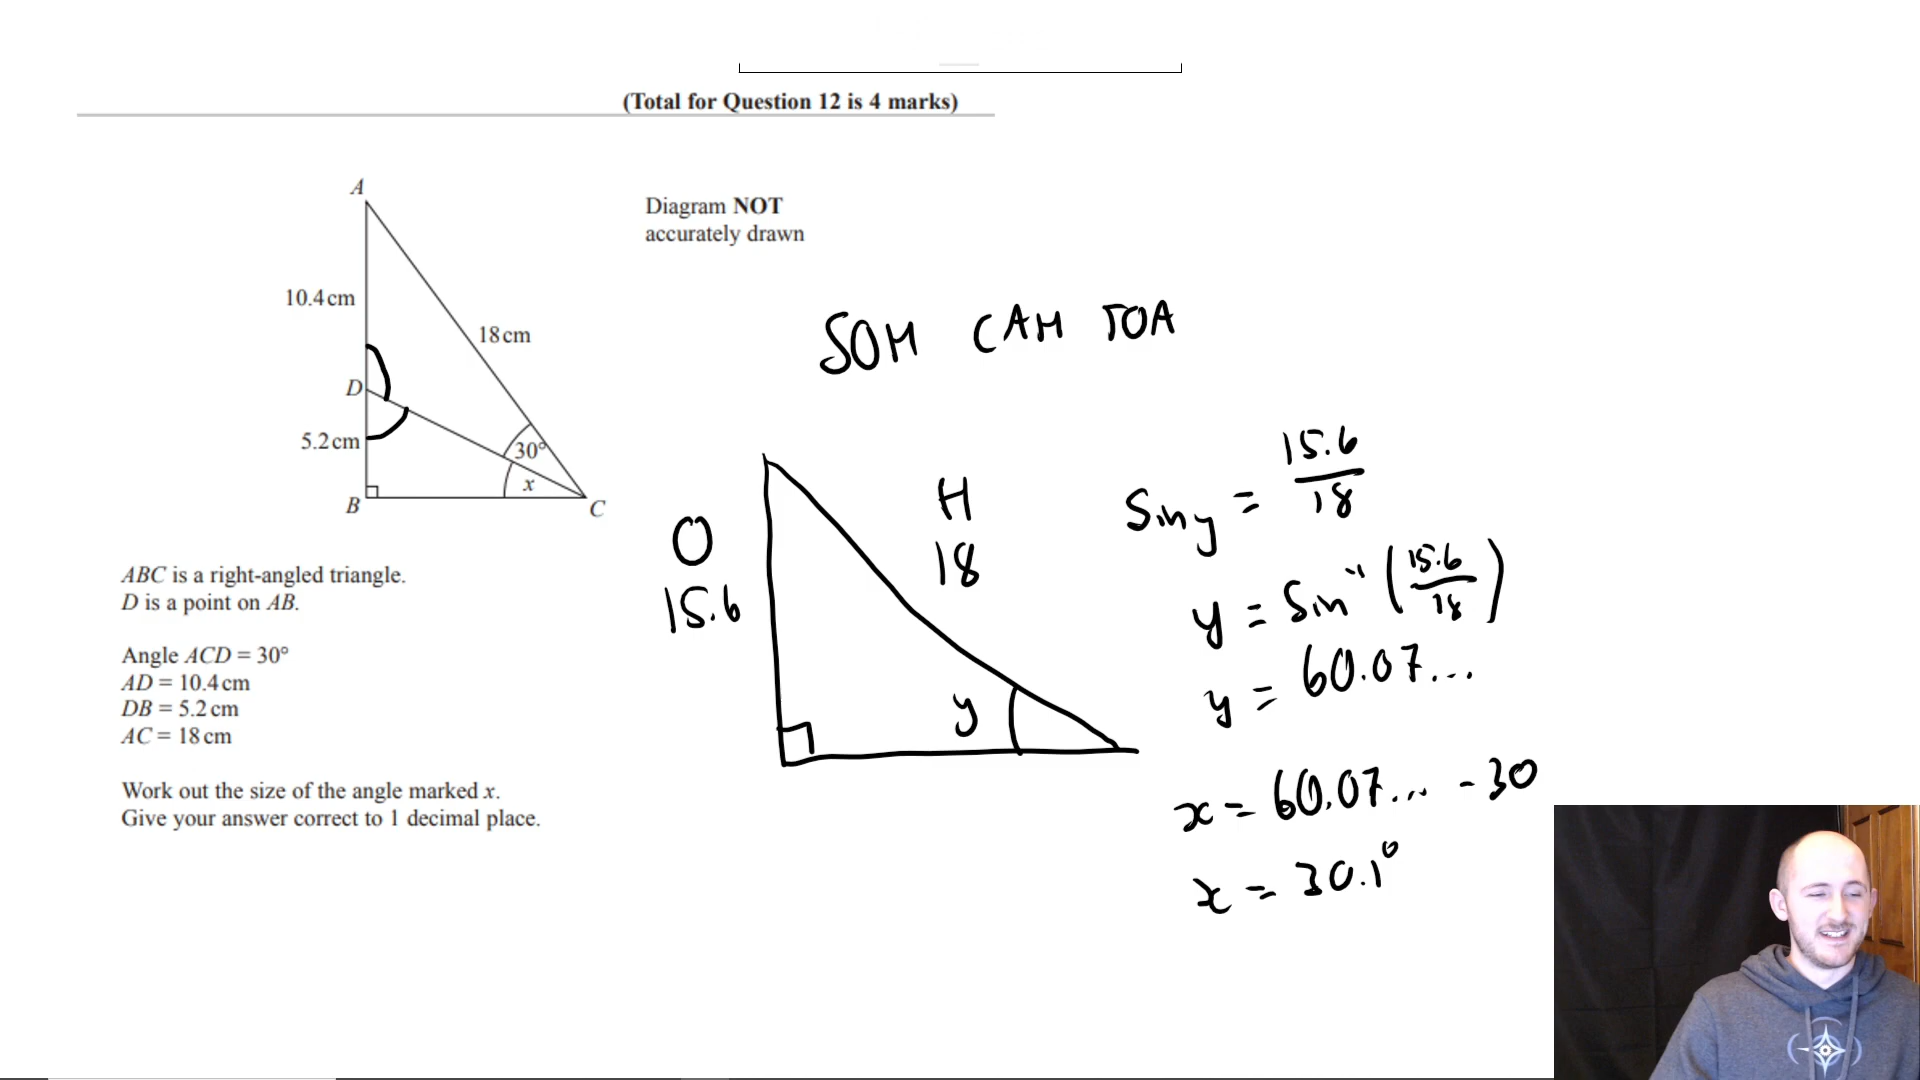 (Total for Question 12 is 4 marks)
A
Diagram NOT
accurately drawn
10.4 cm
18 cm
SOH CAH TOA
D
5.2 cm
30°
x
B
C
O
15.6
H
18
y
sin y = 15.6/18
y = sin⁻¹ (15.6/18)
y = 60.07...
x = 60.07... - 30
x = 30.1°
ABC is a right-angled triangle.
D is a point on AB.
Angle ACD = 30°
AD = 10.4 cm
DB = 5.2 cm
AC = 18 cm
Work out the size of the angle marked x.
Give your answer correct to 1 decimal place.